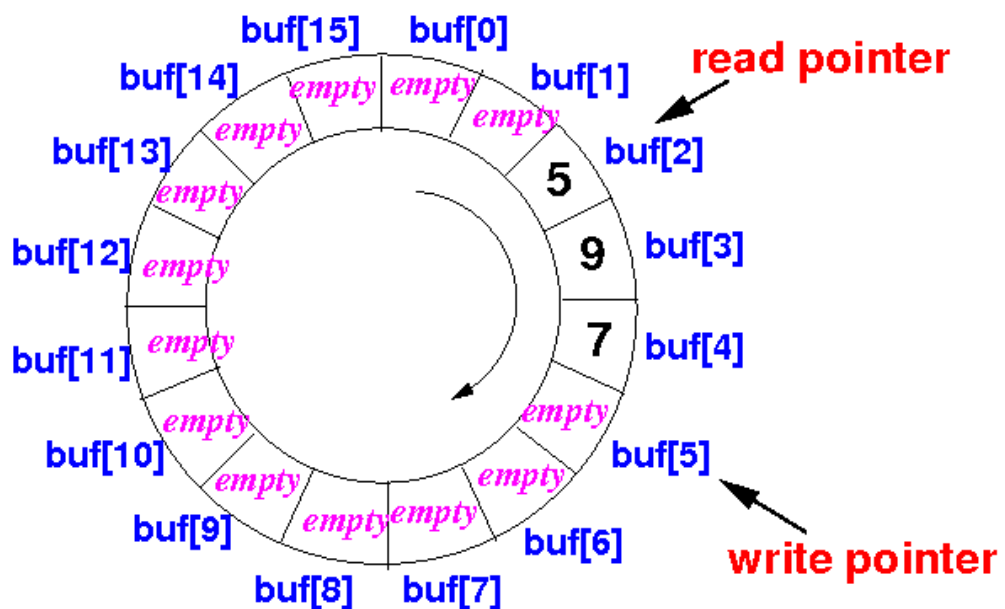 buf[15] buf[0]
buf[14] empty empty buf[1] read pointer
empty empty
buf[13] buf[2]
empty 5
buf[12] empty 9 buf[3]
buf[11] empty 7 buf[4]
empty empty
buf[10] buf[5]
empty empty
buf[9] empty empty buf[6]
write pointer
buf[8] buf[7]